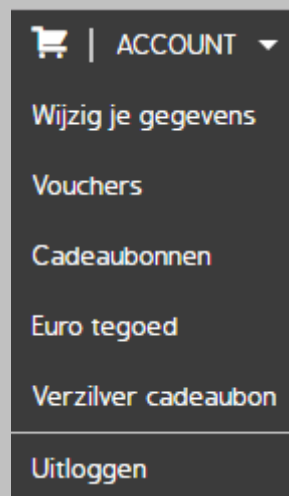 | ACCOUNT
Wijzig je gegevens
Vouchers
Cadeaubonnen
Euro tegoed
Verzilver cadeaubon
Uitloggen